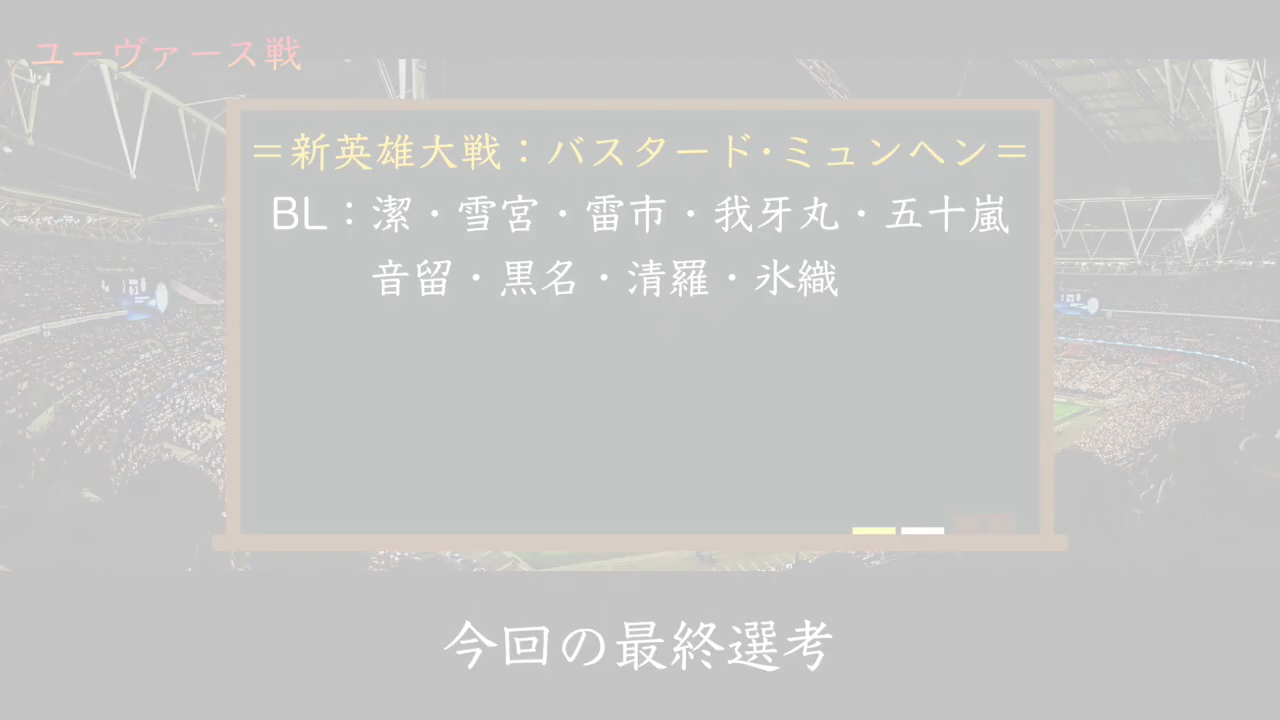 ユーヴァース戦
＝新英雄大戦：バスタード・ミュンヘン＝
BL：潔・雪宮・雷市・我牙丸・五十嵐
音留・黒名・清羅・氷織
今回の最終選考